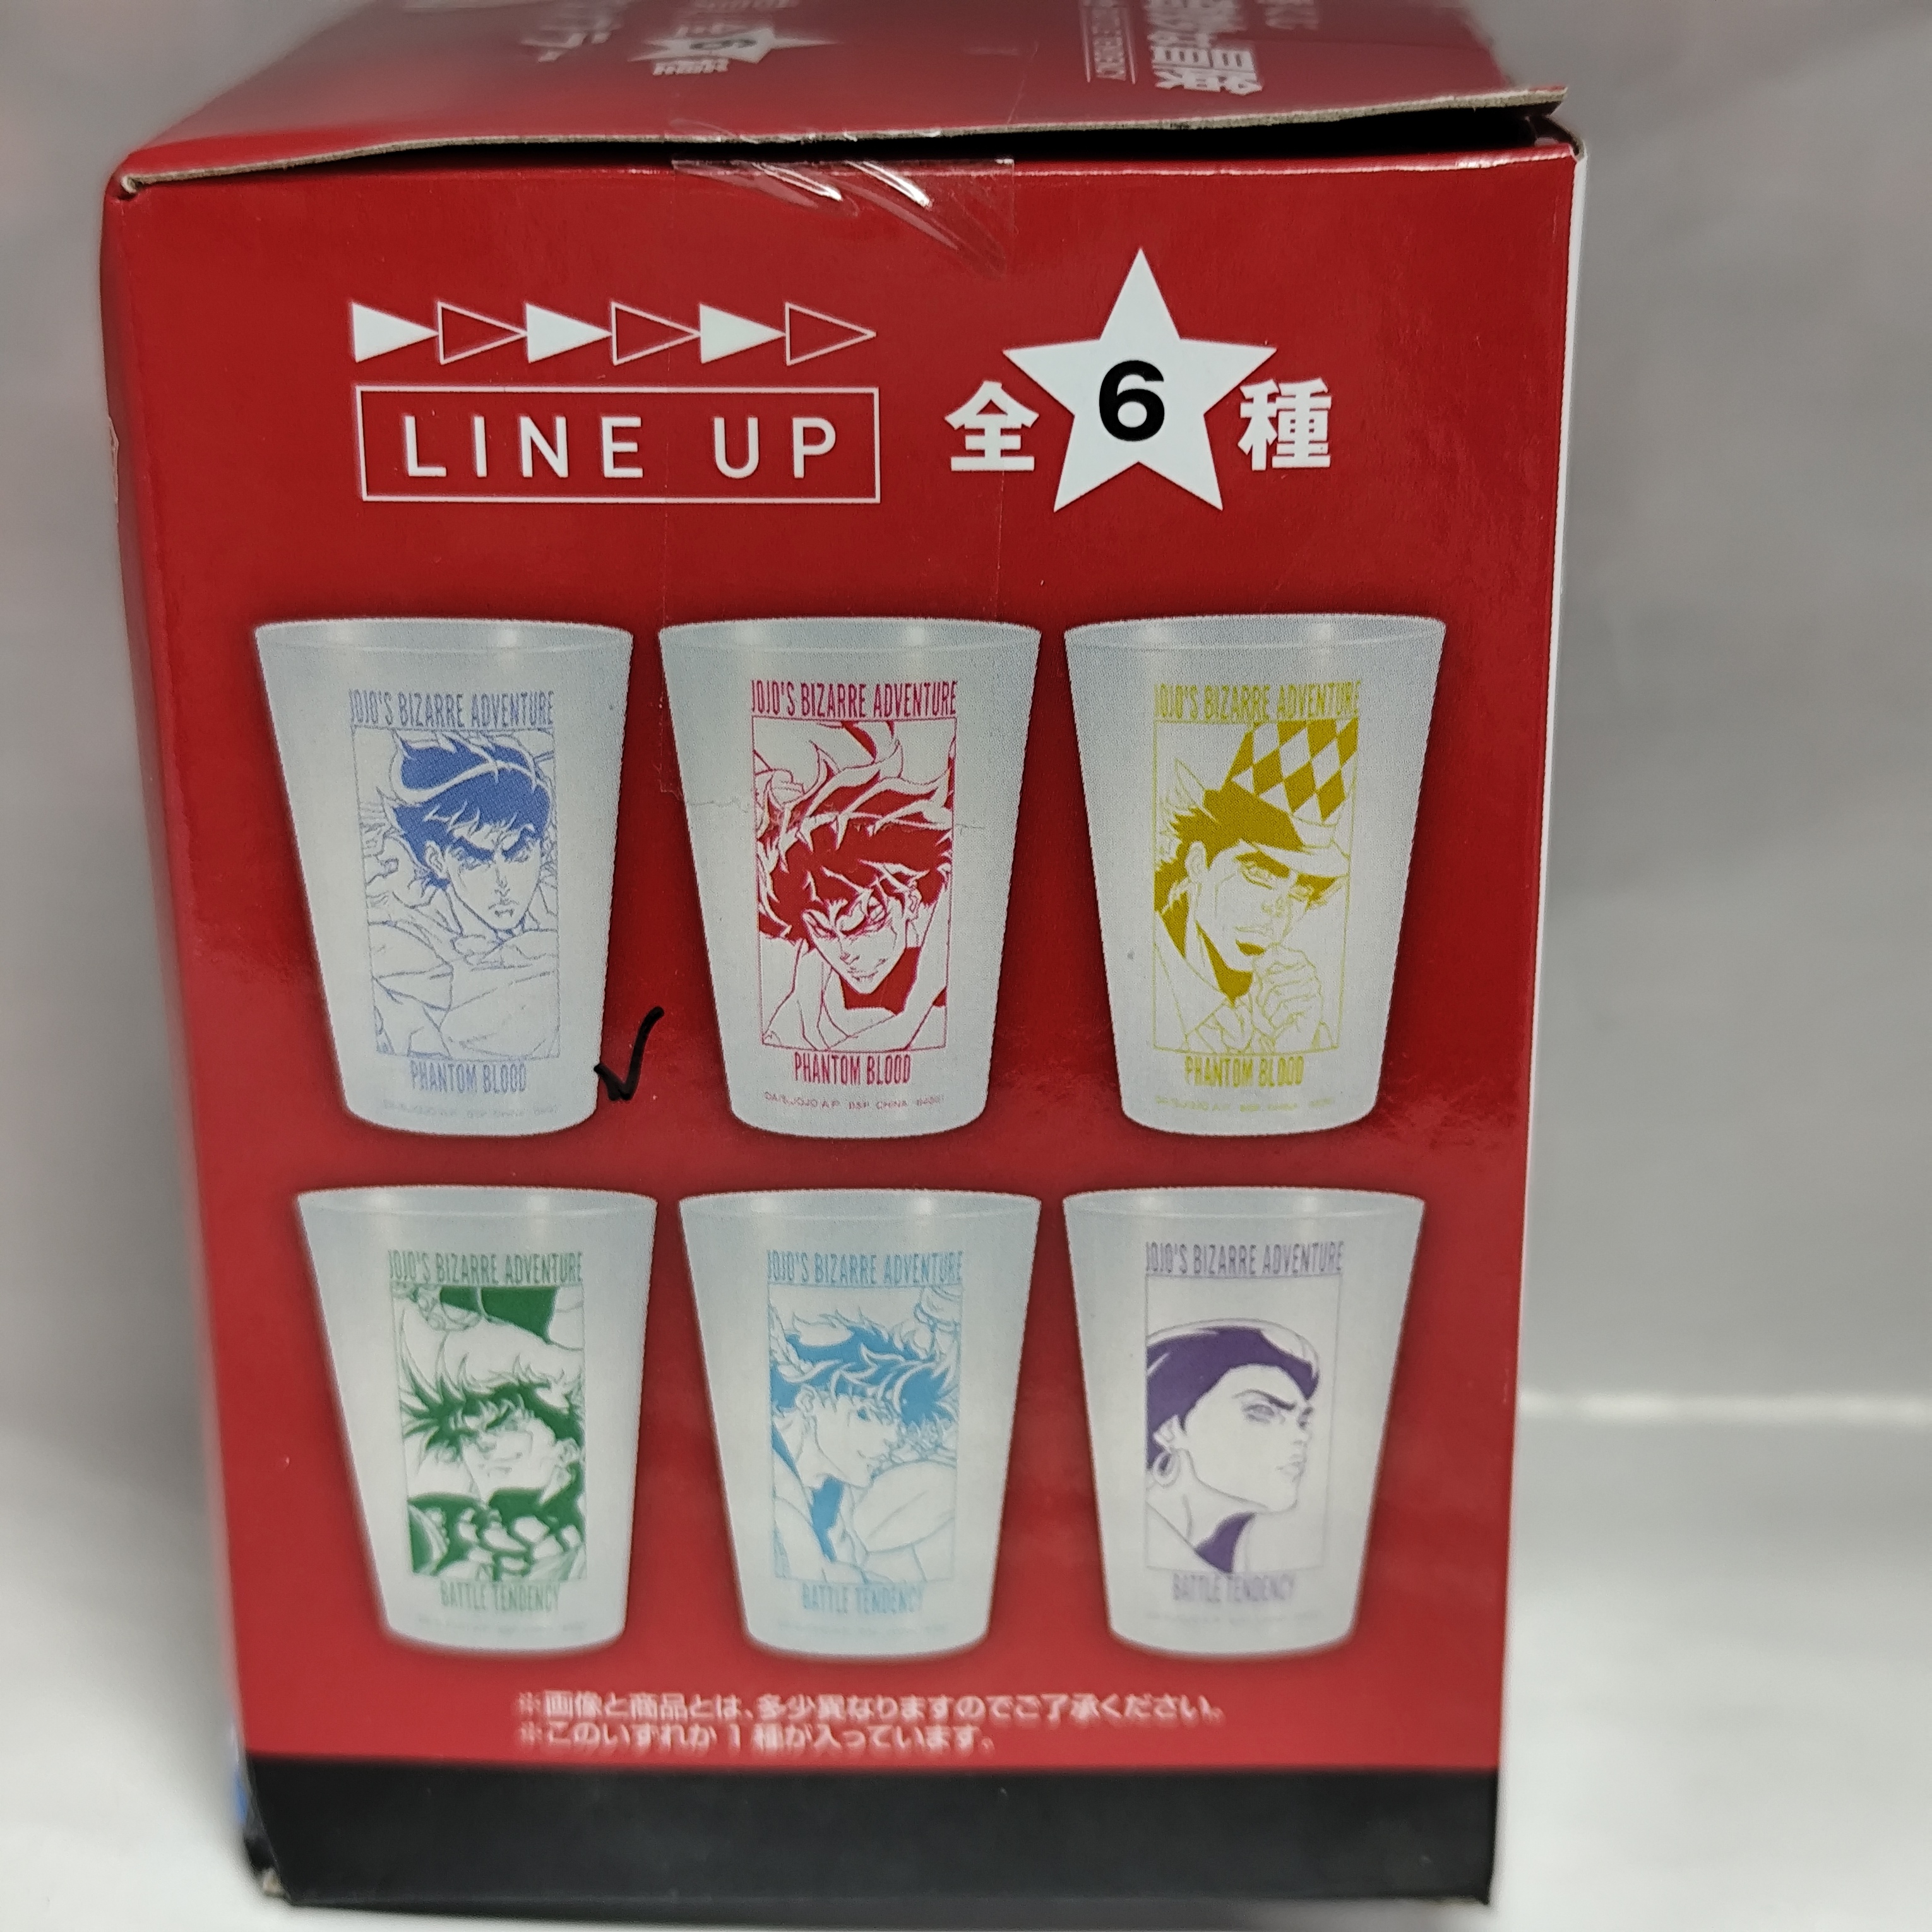 LINE UP
全6種
JOJO'S BIZARRE ADVENTURE
PHANTOM BLOOD
JOJO'S BIZARRE ADVENTURE
PHANTOM BLOOD
JOJO'S BIZARRE ADVENTURE
PHANTOM BLOOD
JOJO'S BIZARRE ADVENTURE
BATTLE TENDENCY
JOJO'S BIZARRE ADVENTURE
BATTLE TENDENCY
JOJO'S BIZARRE ADVENTURE
BATTLE TENDENCY
※画像と商品とは、多少異なりますのでご了承ください。
※このいずれか1種が入っています。